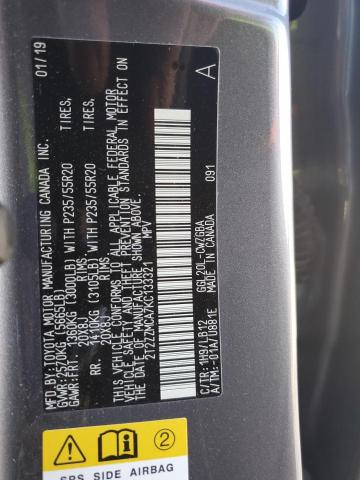 MFD. BY: TOYOTA MOTOR MANUFACTURING CANADA INC.
01/19
GVWR: 2570KG (5665LB)
GAWR: FRT. 1360KG (3000LB) WITH P235/55R20 TIRES,
20X8J RIMS
RR. 1410KG (3105LB) WITH P235/55R20 TIRES,
20X8J RIMS
THIS VEHICLE CONFORMS TO ALL APPLICABLE FEDERAL MOTOR
VEHICLE SAFETY, BUMPER, AND THEFT PREVENTION STANDARDS IN EFFECT ON
THE DATE OF MANUFACTURE SHOWN ABOVE.
2T2ZZMCA7KC133321 MPV
A
C/TR: 1H9/LB12 GGL20L-CWZGBA
A/TM: -01A/U881E MADE IN CANADA
091
2
SRS SIDE AIRBAG